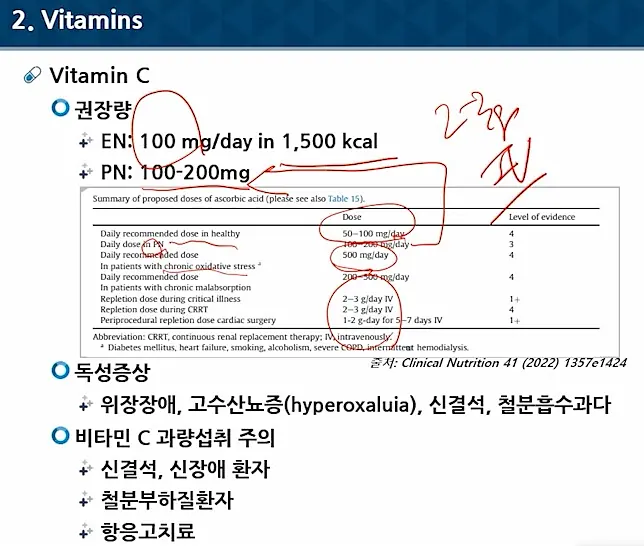 2. Vitamins
Vitamin C
권장량
EN: 100 mg/day in 1,500 kcal
PN: 100-200mg
2-3g
IV
Summary of proposed doses of ascorbic acid (please see also Table 15).
Dose Level of evidence
Daily recommended dose in healthy 50–100 mg/day 4
Daily dose in PN 100–200 mg/day 3
Daily recommended dose 500 mg/day 4
In patients with chronic oxidative stress a
Daily recommended dose 200–500 mg/day 4
In patients with chronic malabsorption
Repletion dose during critical illness 2–3 g/day IV 1+
Repletion dose during CRRT 2–3 g/day IV 4
Periprocedural repletion dose cardiac surgery 1-2 g-day for 5–7 days IV 1+
Abbreviation: CRRT, continuous renal replacement therapy; IV, intravenously.
a Diabetes mellitus, heart failure, smoking, alcoholism, severe COPD, intermittent hemodialysis.
출처: Clinical Nutrition 41 (2022) 1357e1424
독성증상
위장장애, 고수산뇨증(hyperoxaluia), 신결석, 철분흡수과다
비타민 C 과량섭취 주의
신결석, 신장애 환자
철분부하질환자
항응고치료